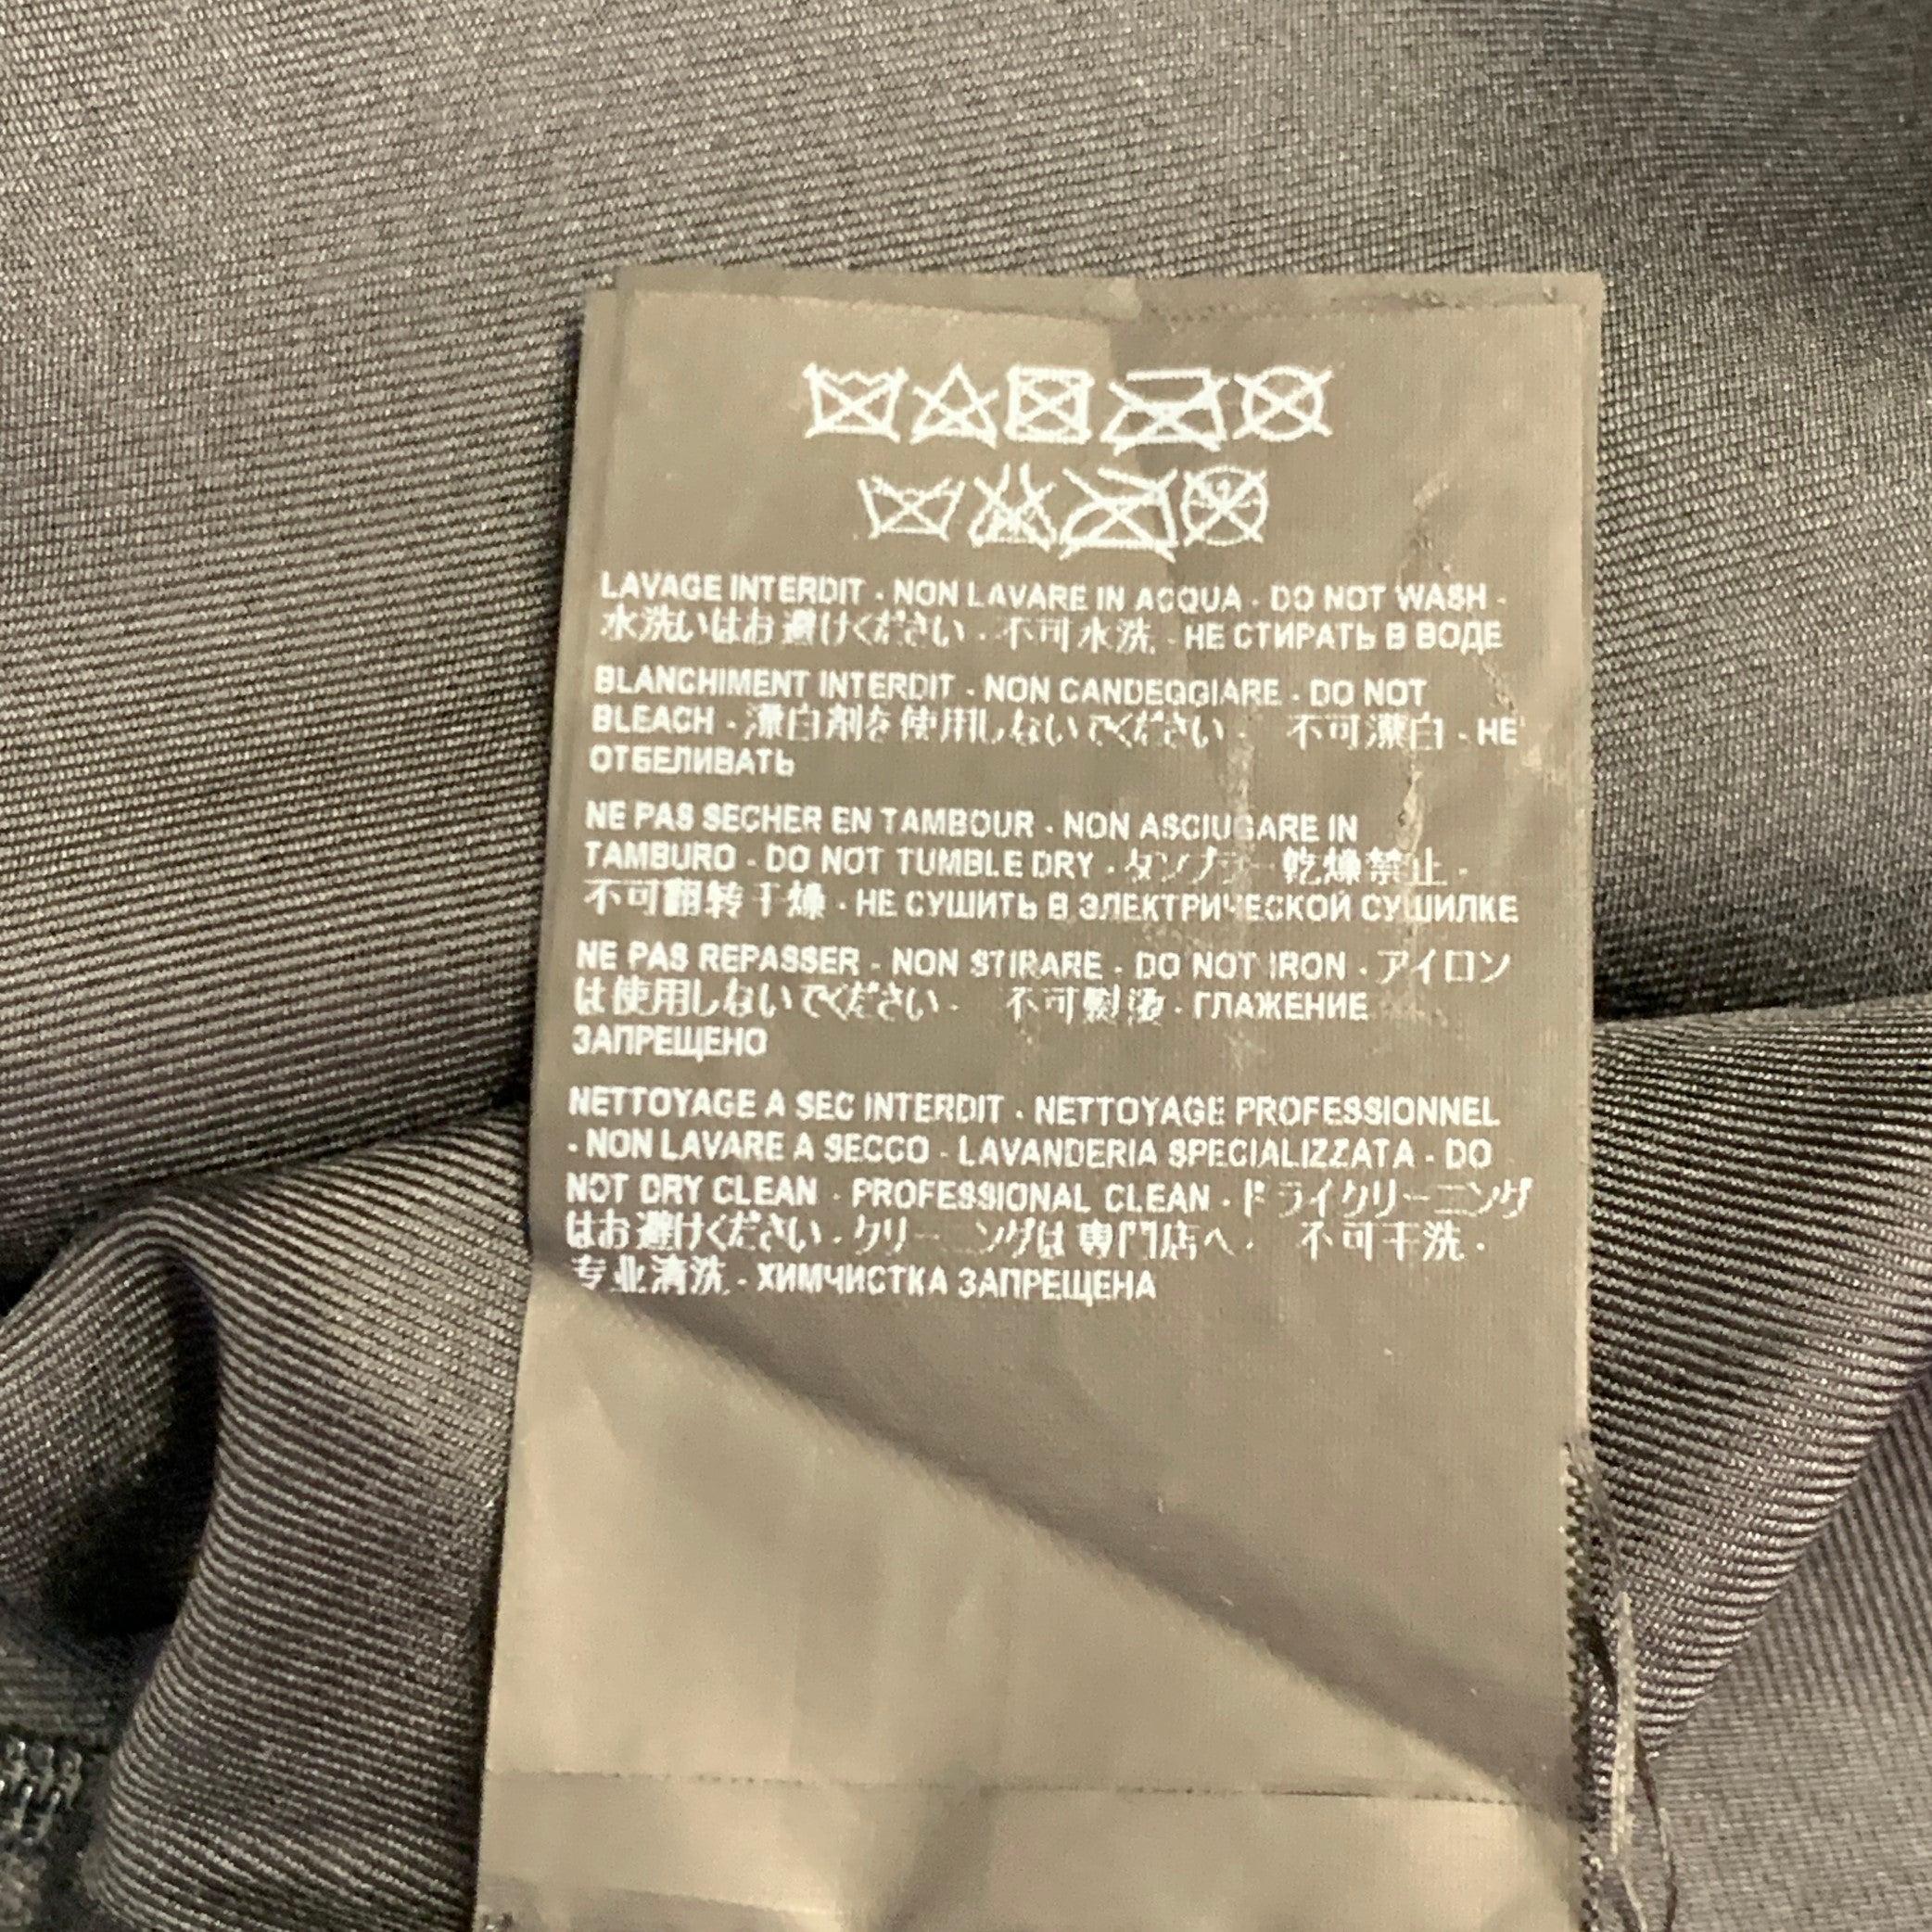 LAVAGE INTERDIT - NON LAVARE IN ACQUA - DO NOT WASH -
水洗いはお避けください - 不可水洗 - НЕ СТИРАТЬ В ВОДЕ
BLANCHIMENT INTERDIT - NON CANDEGGIARE - DO NOT
BLEACH - 漂白剤を使用しないでください - 不可漂白 - НЕ
ОТБЕЛИВАТЬ
NE PAS SECHER EN TAMBOUR - NON ASCIUGARE IN
TAMBURO - DO NOT TUMBLE DRY - タンブラー乾燥禁止 -
不可翻转干燥 - НЕ СУШИТЬ В ЭЛЕКТРИЧЕСКОЙ СУШИЛКЕ
NE PAS REPASSER - NON STIRARE - DO NOT IRON - アイロン
は使用しないでください - 不可熨烫 - ГЛАЖЕНИЕ
ЗАПРЕЩЕНО
NETTOYAGE A SEC INTERDIT - NETTOYAGE PROFESSIONNEL
- NON LAVARE A SECCO - LAVANDERIA SPECIALIZZATA - DO
NOT DRY CLEAN - PROFESSIONAL CLEAN - ドライクリーニング
はお避けください - クリーニングは専門店へ - 不可干洗 -
专业清洗 - ХИМЧИСТКА ЗАПРЕЩЕНА